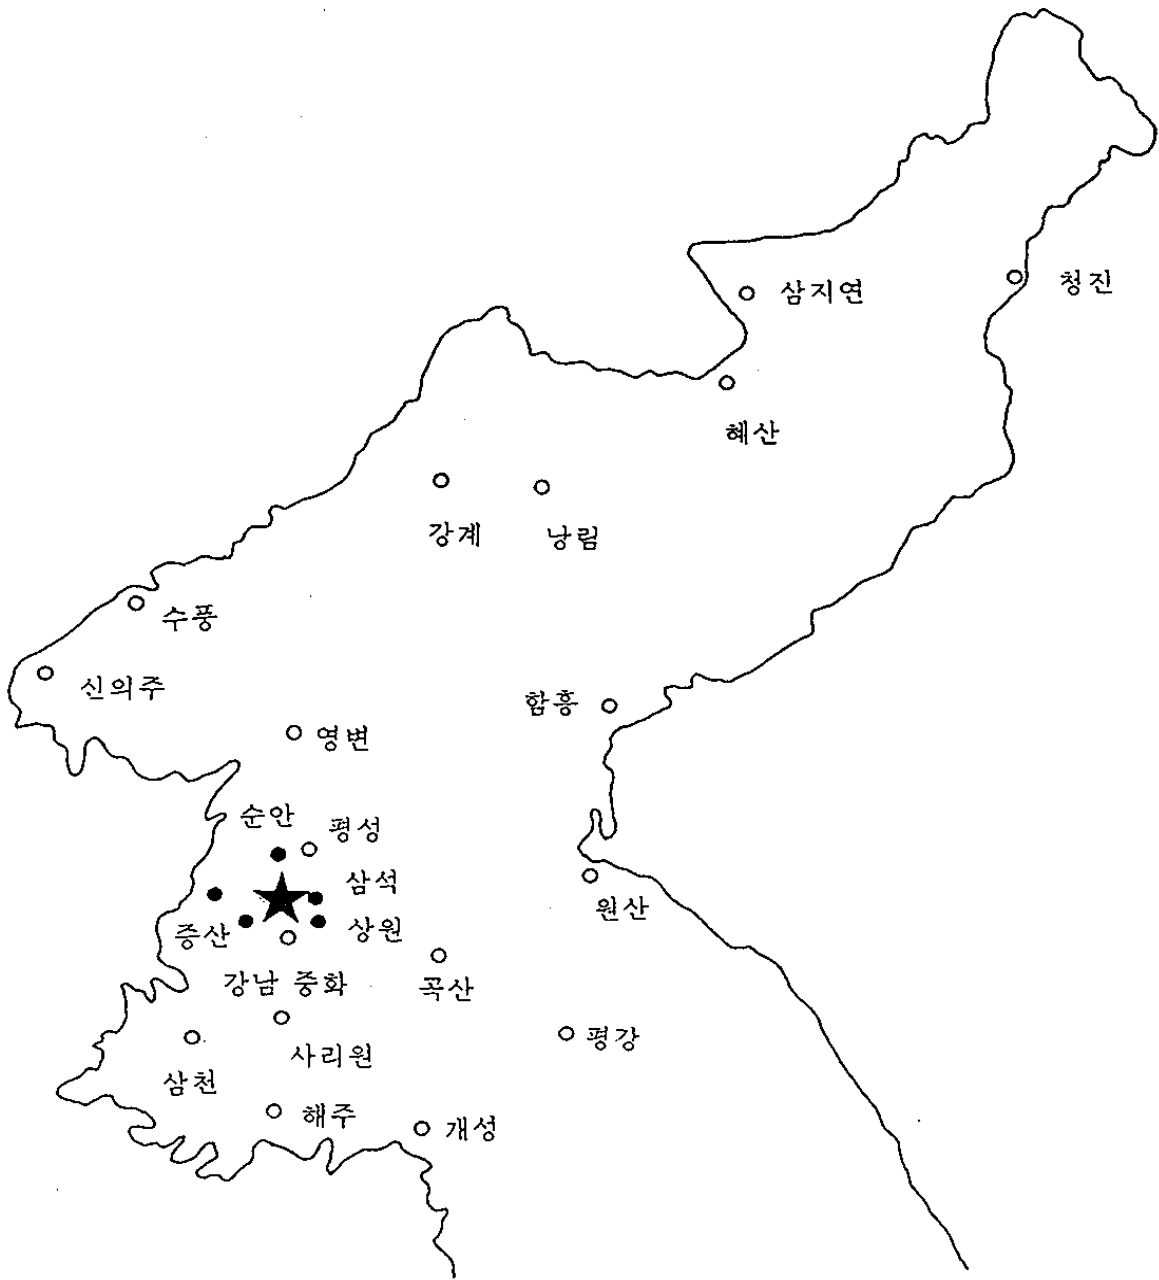 삼지연
청진
혜산
강계
낭림
수풍
신의주
함흥
영변
순안
평성
삼석
원산
증산
상원
강남 중화
곡산
평강
사리원
삼천
해주
개성